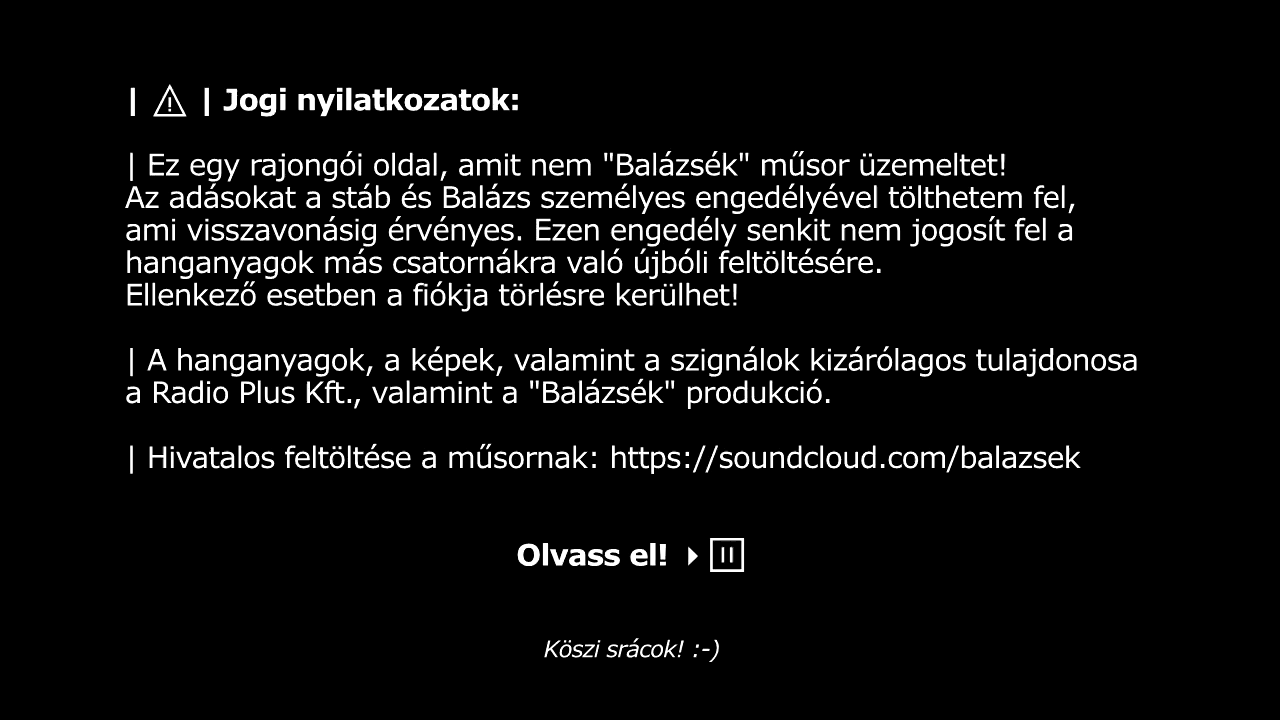 | ⚠ | Jogi nyilatkozatok:
| Ez egy rajongói oldal, amit nem "Balázsék" műsor üzemeltet!
Az adásokat a stáb és Balázs személyes engedélyével tölthetem fel,
ami visszavonásig érvényes. Ezen engedély senkit nem jogosít fel a
hanganyagok más csatornákra való újbóli feltöltésére.
Ellenkező esetben a fiókja törlésre kerülhet!
| A hanganyagok, a képek, valamint a szignálok kizárólagos tulajdonosa
a Radio Plus Kft., valamint a "Balázsék" produkció.
| Hivatalos feltöltése a műsornak: https://soundcloud.com/balazsek
Olvass el!
Köszi srácok! :-)